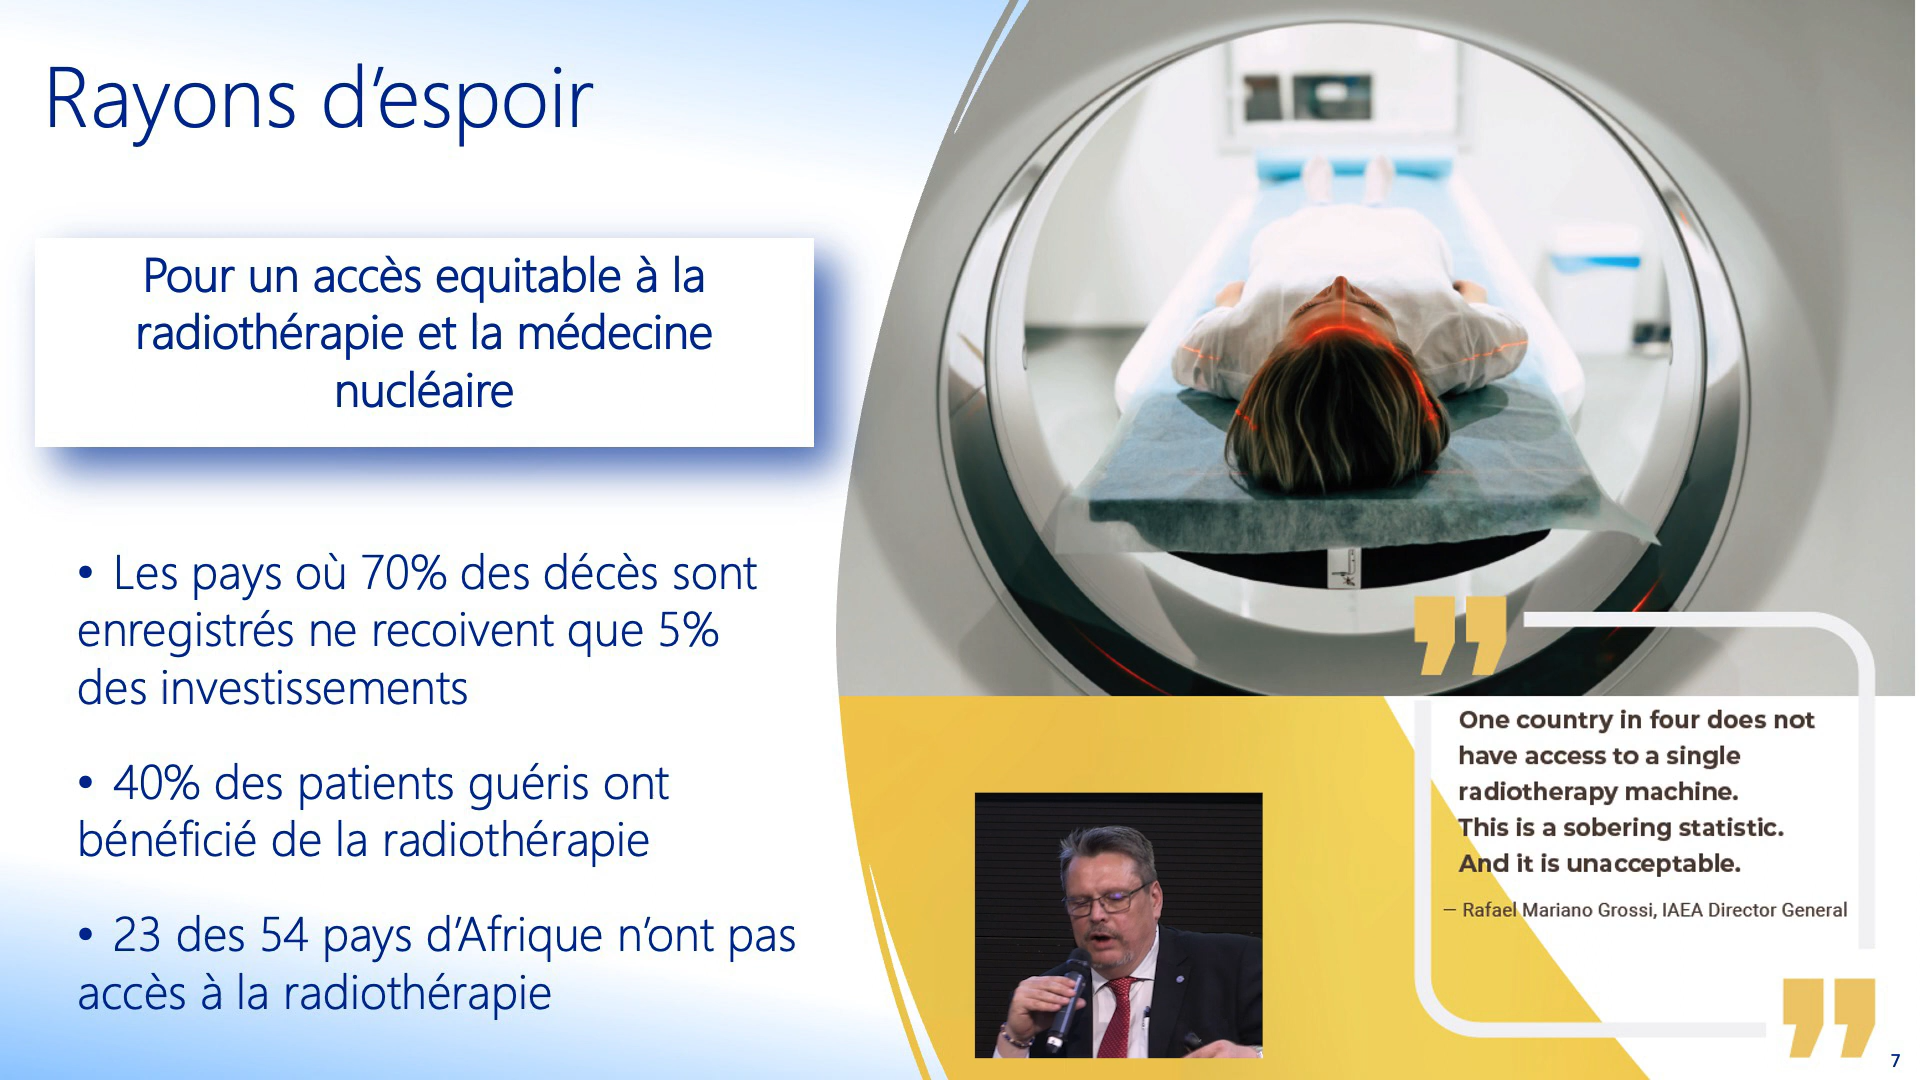 Rayons d’espoir
Pour un accès equitable à la
radiothérapie et la médecine
nucléaire
• Les pays où 70% des décès sont
enregistrés ne recoivent que 5%
des investissements
• 40% des patients guéris ont
bénéficié de la radiothérapie
• 23 des 54 pays d’Afrique n’ont pas
accès à la radiothérapie
One country in four does not
have access to a single
radiotherapy machine.
This is a sobering statistic.
And it is unacceptable.
— Rafael Mariano Grossi, IAEA Director General
7